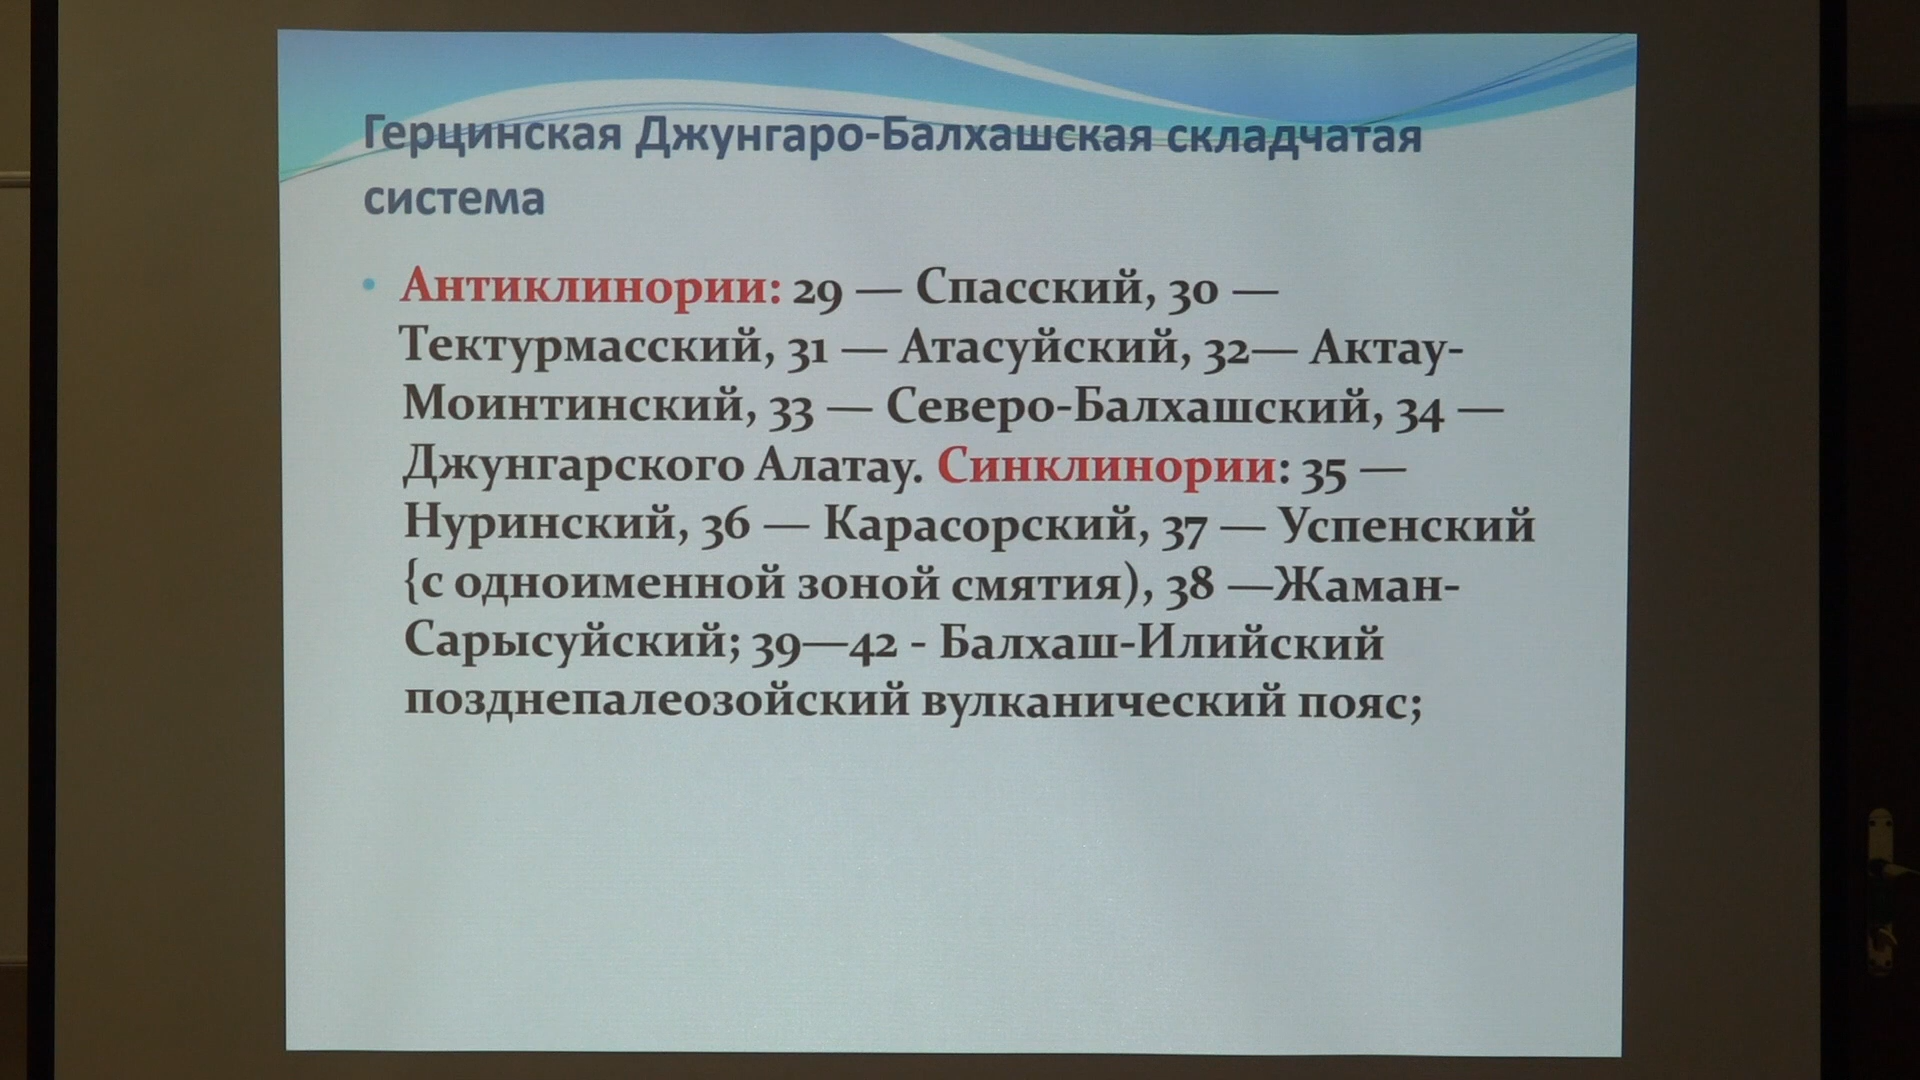 Герцинская Джунгаро-Балхашская складчатая
система
• Антиклинории: 29 — Спасский, 30 —
Тектурмасский, 31 — Атасуйский, 32— Актау-
Моинтинский, 33 — Северо-Балхашский, 34 —
Джунгарского Алатау. Синклинории: 35 —
Нуринский, 36 — Карасорский, 37 — Успенский
{с одноименной зоной смятия), 38 —Жаман-
Сарысуйский; 39—42 - Балхаш-Илийский
позднепалеозойский вулканический пояс;